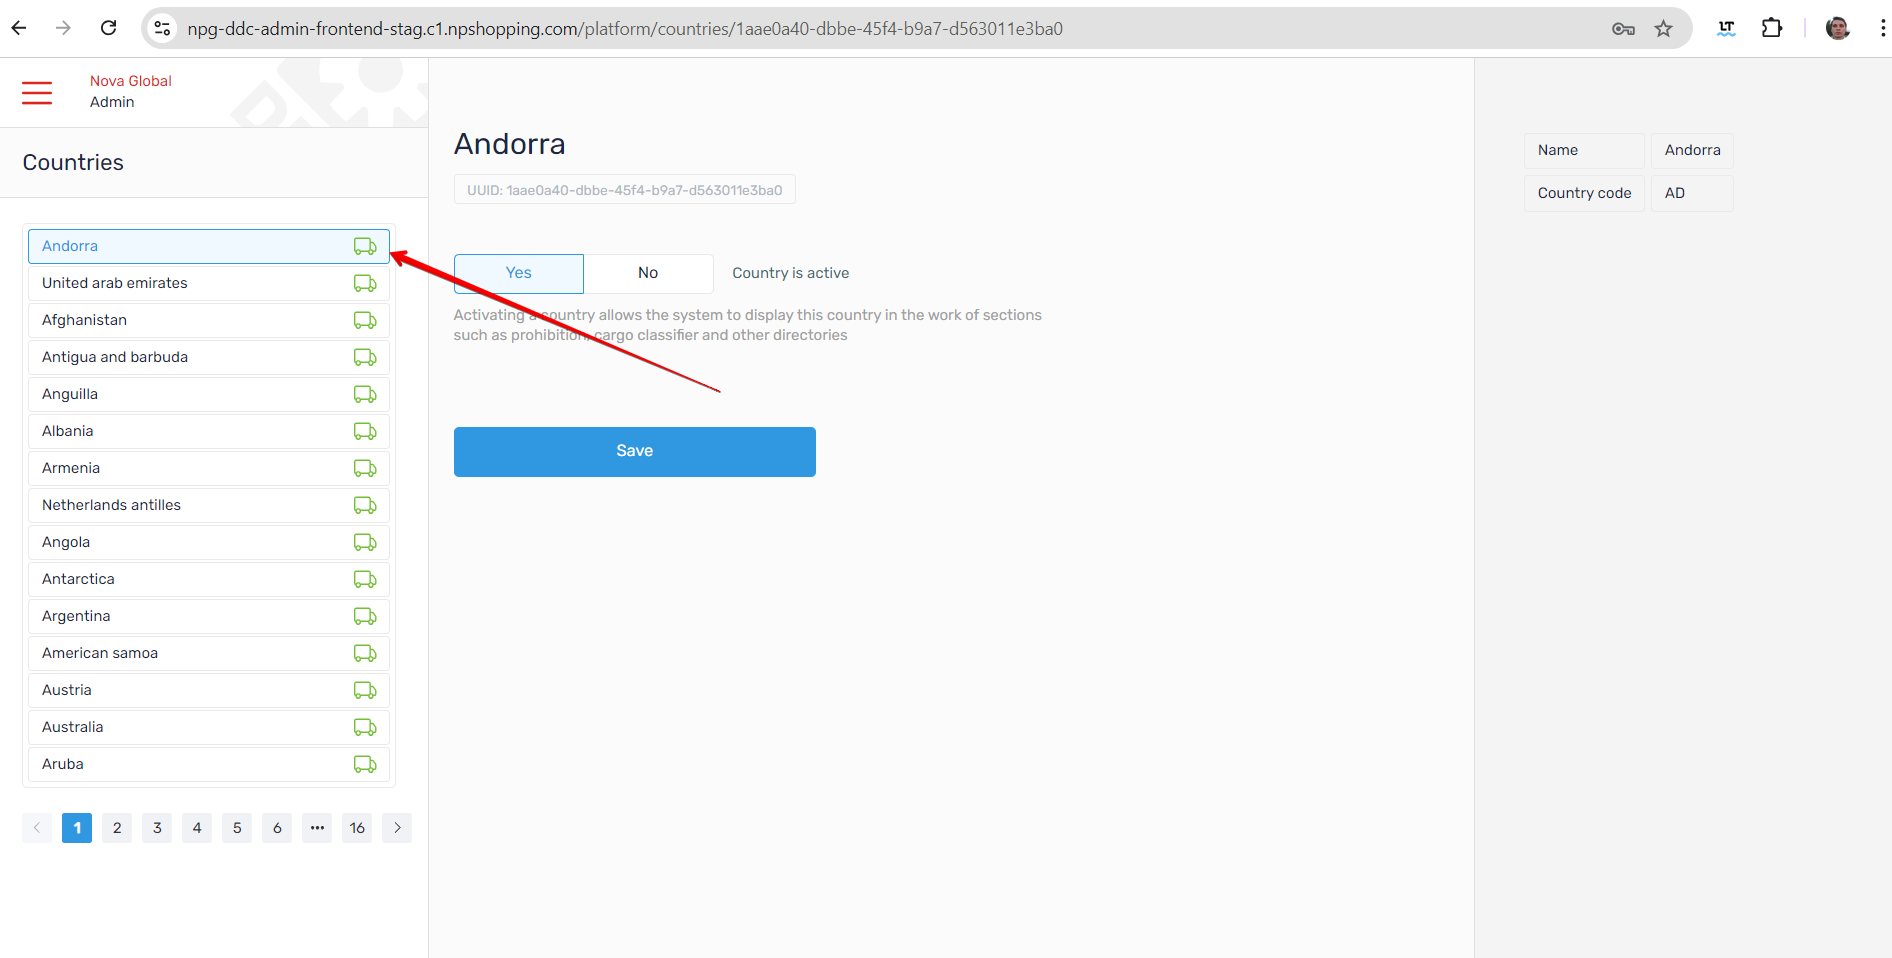 npg-ddc-admin-frontend-stag.c1.npshopping.com/platform/countries/1aae0a40-dbbe-45f4-b9a7-d563011e3ba0
LT
Nova Global
Admin
Countries
Andorra
United arab emirates
Afghanistan
Antigua and barbuda
Anguilla
Albania
Armenia
Netherlands antilles
Angola
Antarctica
Argentina
American samoa
Austria
Australia
Aruba
1 2 3 4 5 6 ••• 16
Andorra
UUID: 1aae0a40-dbbe-45f4-b9a7-d563011e3ba0
Yes No Country is active
Activating a country allows the system to display this country in the work of sections
such as prohibition, cargo classifier and other directories
Save
Name Andorra
Country code AD